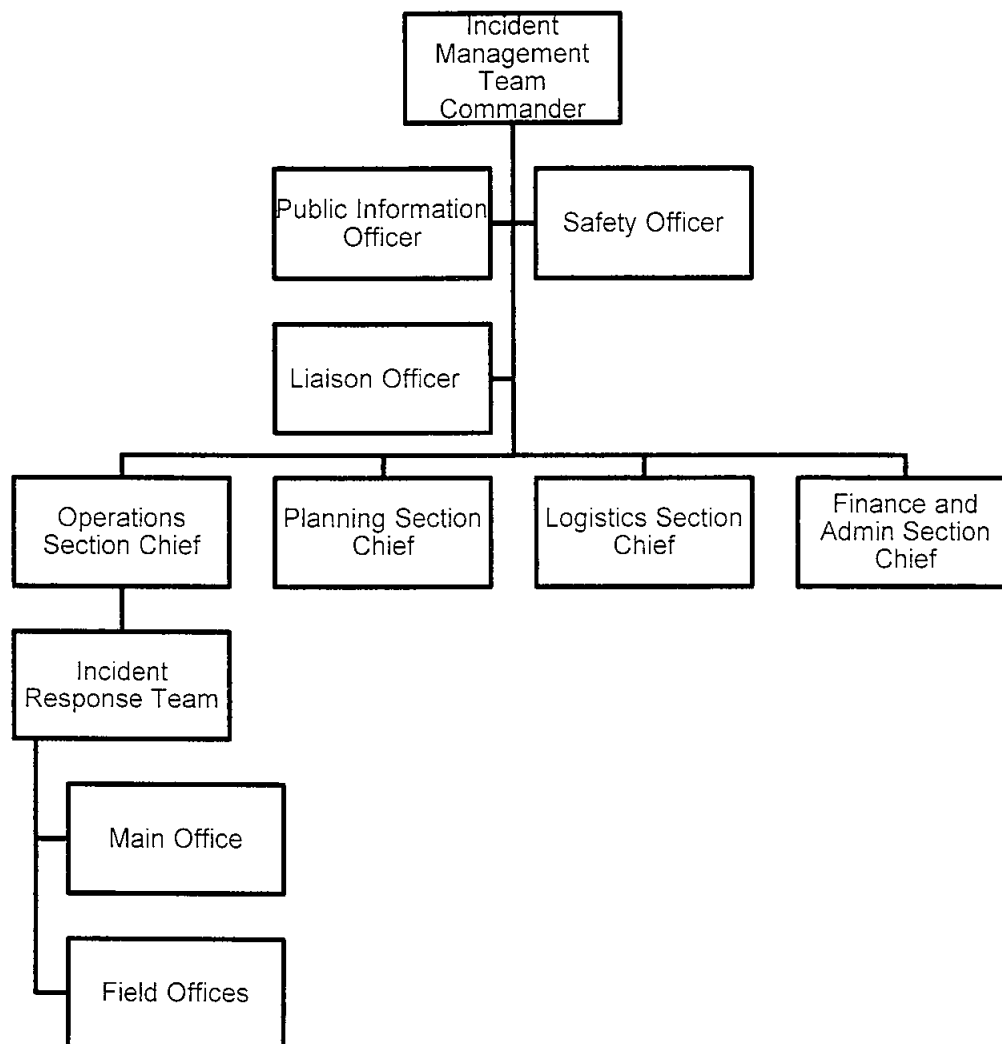 Incident
Management
Team
Commander
Public Information
Officer
Safety Officer
Liaison Officer
Operations
Section Chief
Planning Section
Chief
Logistics Section
Chief
Finance and
Admin Section
Chief
Incident
Response Team
Main Office
Field Offices